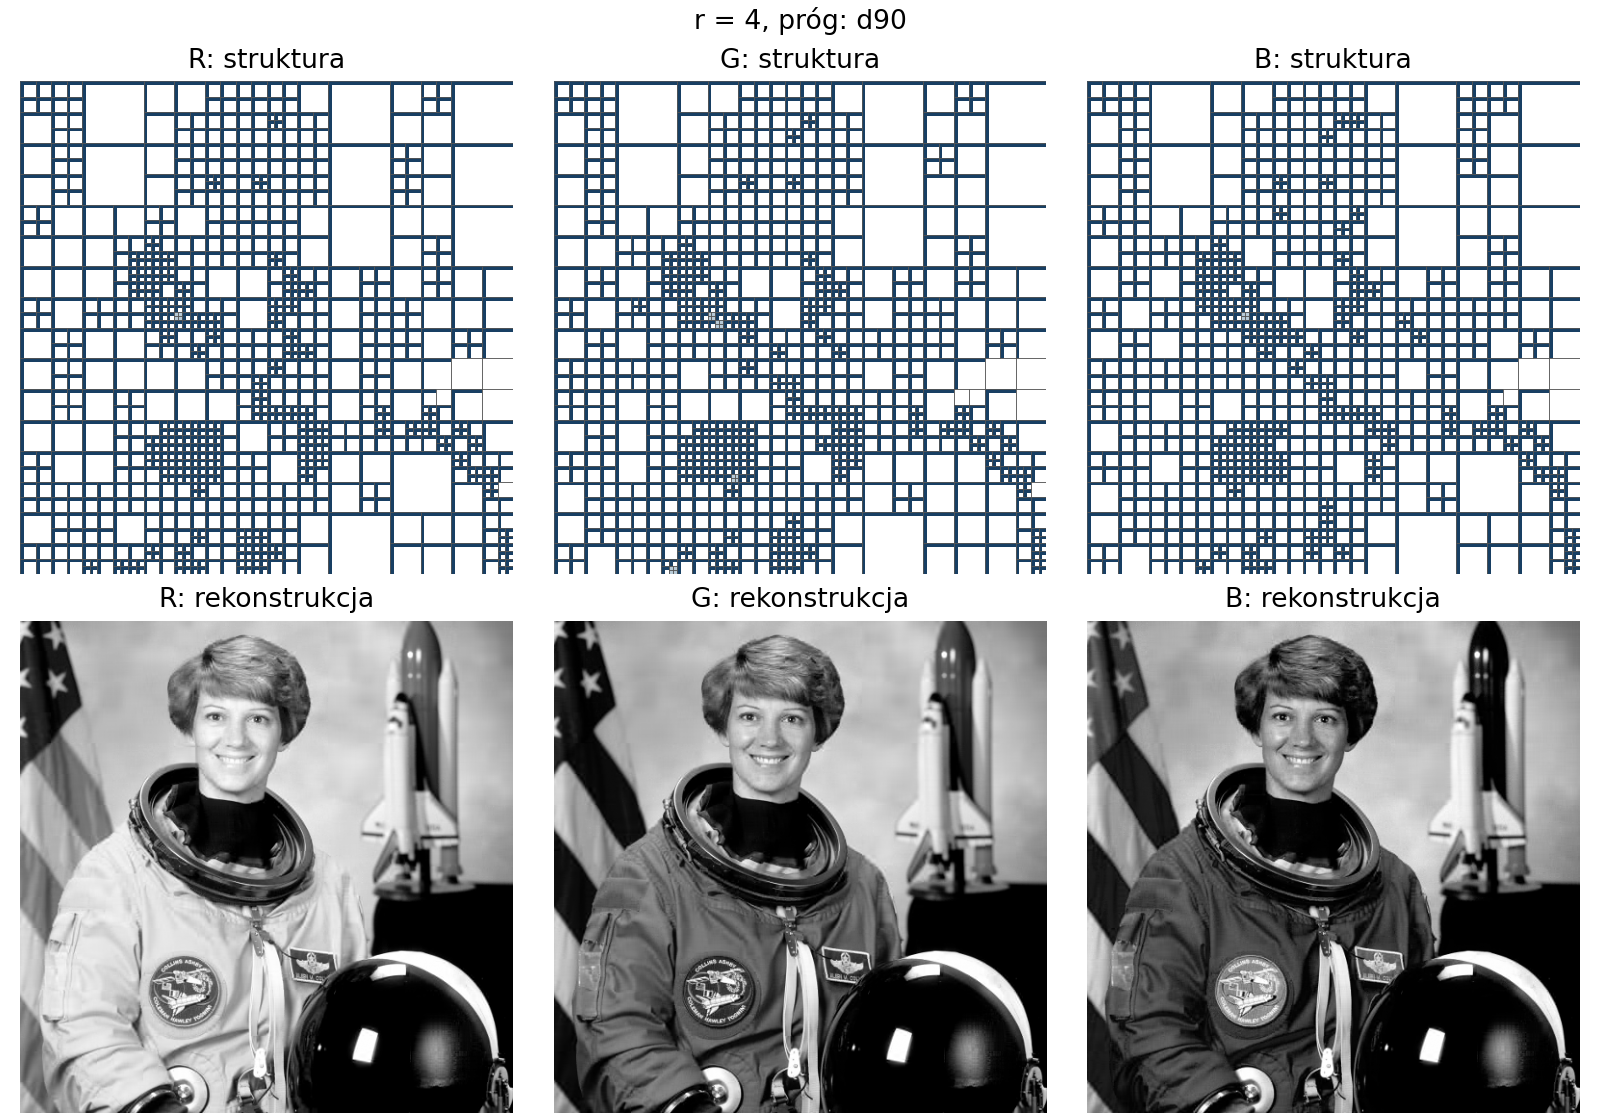 r = 4, próg: d90
R: struktura
G: struktura
B: struktura
R: rekonstrukcja
G: rekonstrukcja
B: rekonstrukcja